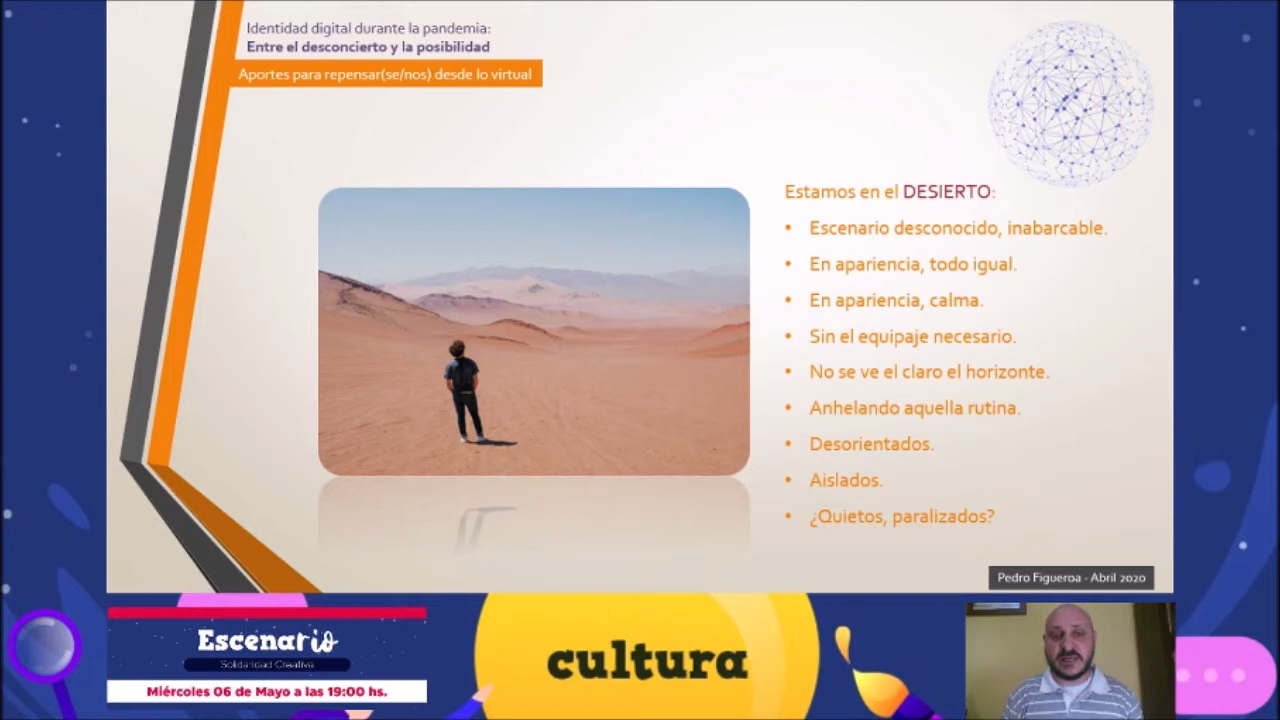 Identidad digital durante la pandemia:
Entre el desconcierto y la posibilidad
Aportes para repensar(se/nos) desde lo virtual
Estamos en el DESIERTO:
• Escenario desconocido, inabarcable.
• En apariencia, todo igual.
• En apariencia, calma.
• Sin el equipaje necesario.
• No se ve el claro el horizonte.
• Anhelando aquella rutina.
• Desorientados.
• Aislados.
• ¿Quietos, paralizados?
Pedro Figueroa - Abril 2020
Escenario
Solidaridad Creativa
Miércoles 06 de Mayo a las 19:00 hs.
cultura